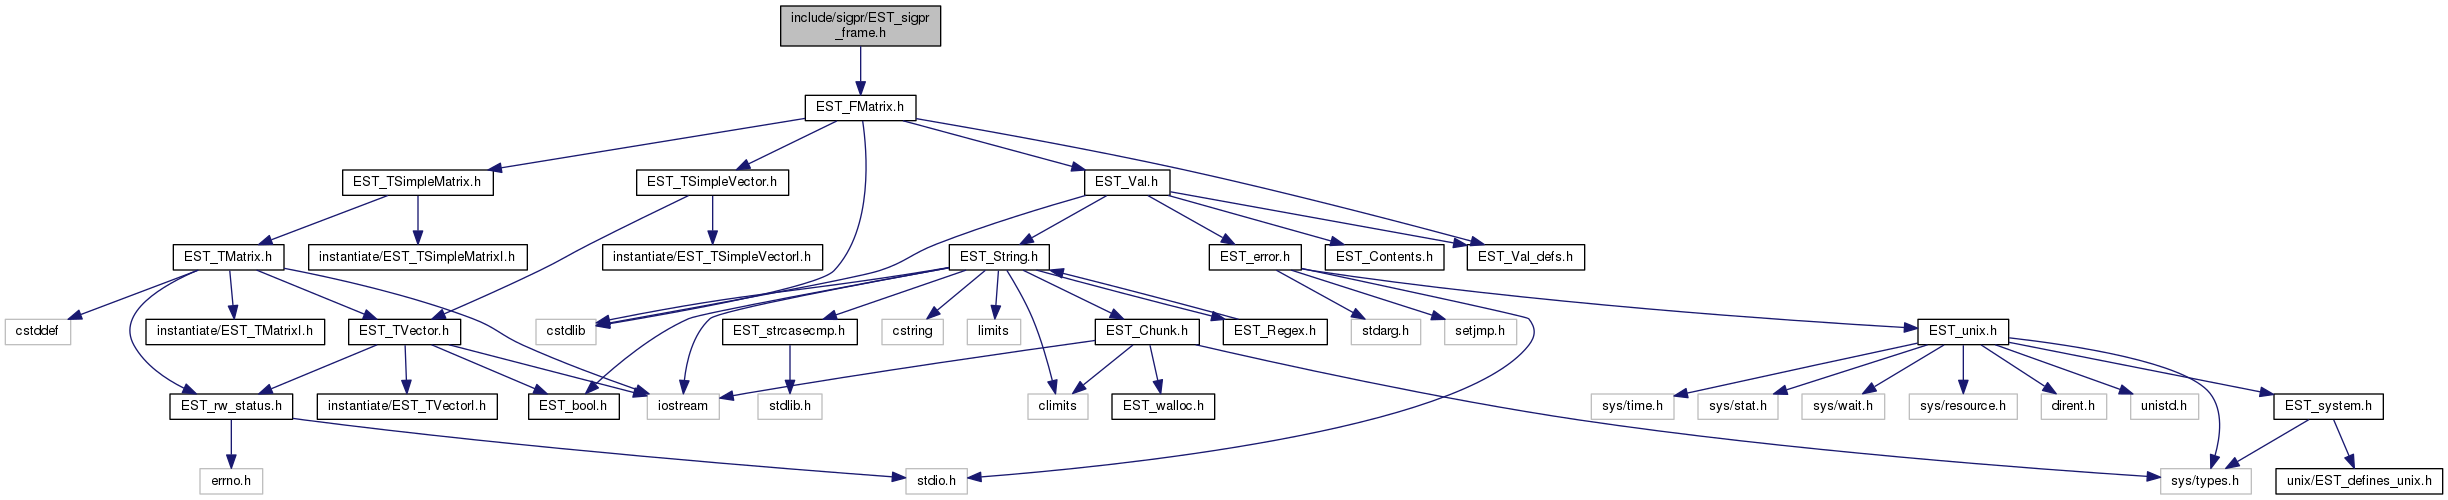 include/sigpr/EST_sigpr
_frame.h
EST_FMatrix.h
EST_TSimpleMatrix.h
EST_TSimpleVector.h
EST_Val.h
EST_TMatrix.h
instantiate/EST_TSimpleMatrixI.h
instantiate/EST_TSimpleVectorI.h
EST_String.h
EST_error.h
EST_Contents.h
EST_Val_defs.h
cstddef
instantiate/EST_TMatrixI.h
EST_TVector.h
cstdlib
EST_strcasecmp.h
cstring
limits
EST_Chunk.h
EST_Regex.h
stdarg.h
setjmp.h
EST_unix.h
EST_rw_status.h
instantiate/EST_TVectorI.h
EST_bool.h
iostream
stdlib.h
climits
EST_walloc.h
sys/time.h
sys/stat.h
sys/wait.h
sys/resource.h
dirent.h
unistd.h
EST_system.h
errno.h
stdio.h
sys/types.h
unix/EST_defines_unix.h